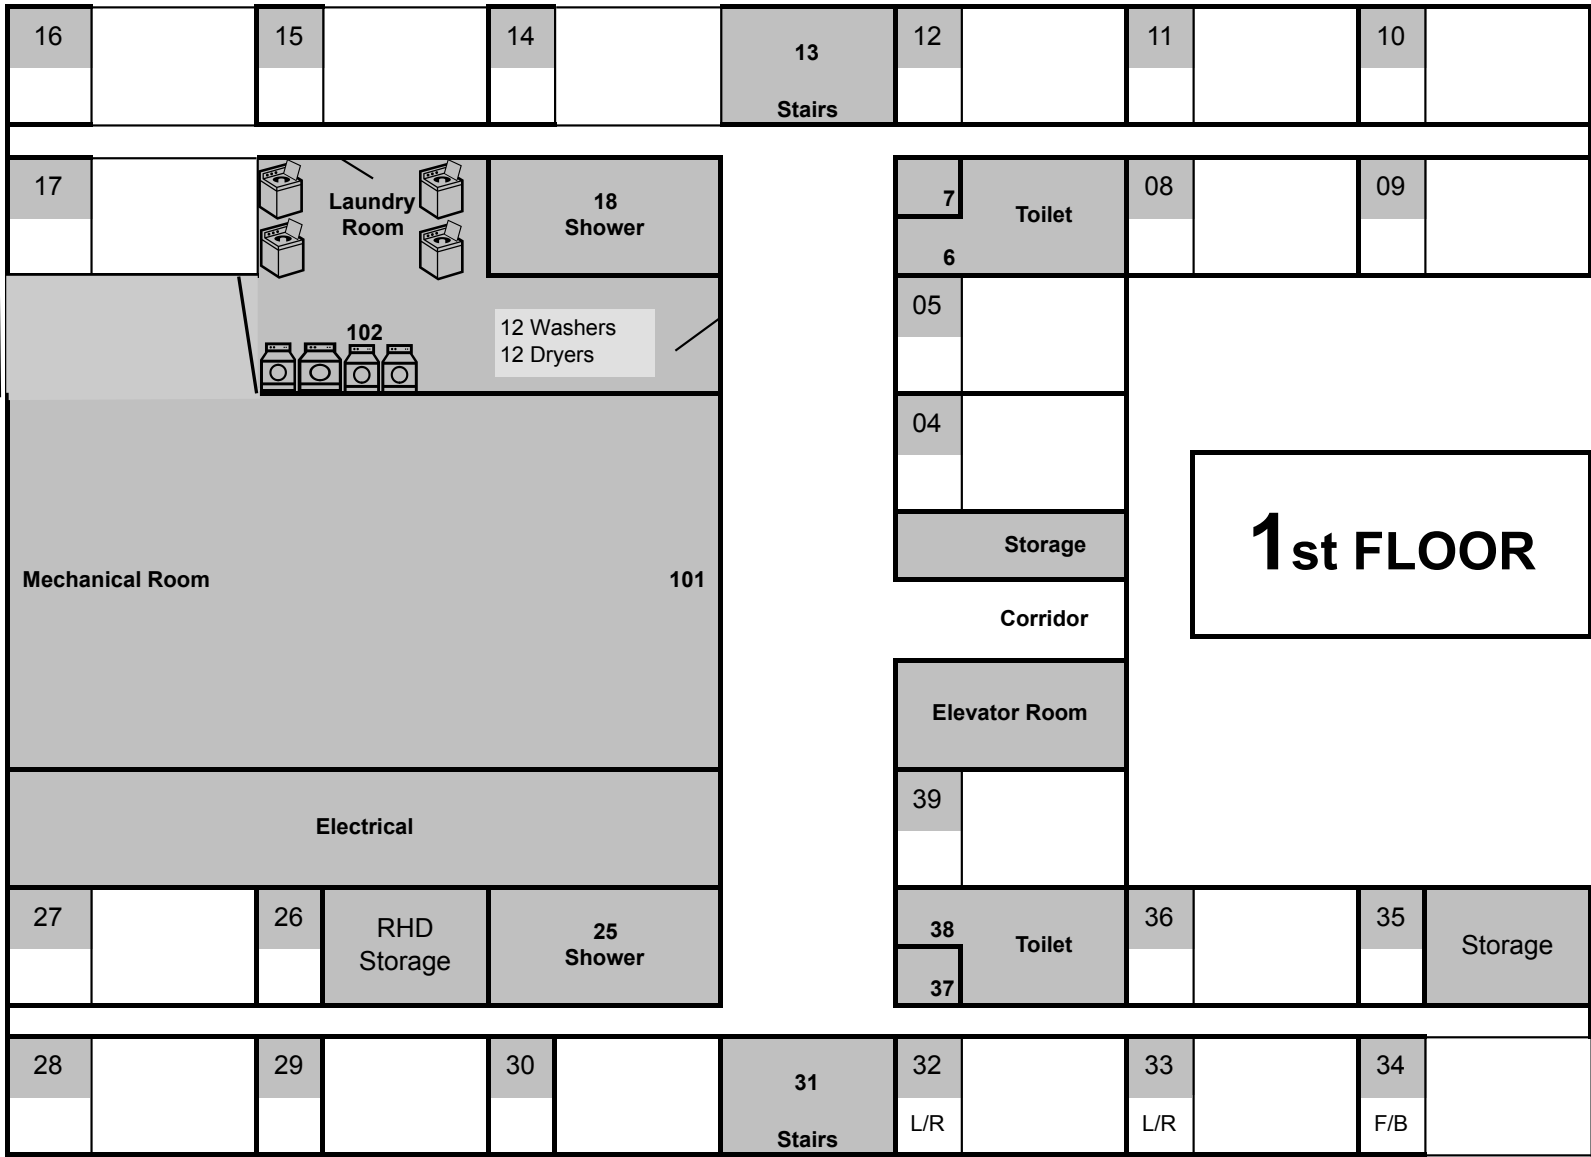 16
15
14
13
Stairs
12
11
10
17
Laundry
Room
18
Shower
7
6
Toilet
08
09
102
12 Washers
12 Dryers
05
04
Storage
Mechanical Room
101
Corridor
1st FLOOR
Elevator Room
Electrical
39
27
26
RHD
Storage
25
Shower
38
37
Toilet
36
35
Storage
28
29
30
31
Stairs
32
L/R
33
L/R
34
F/B